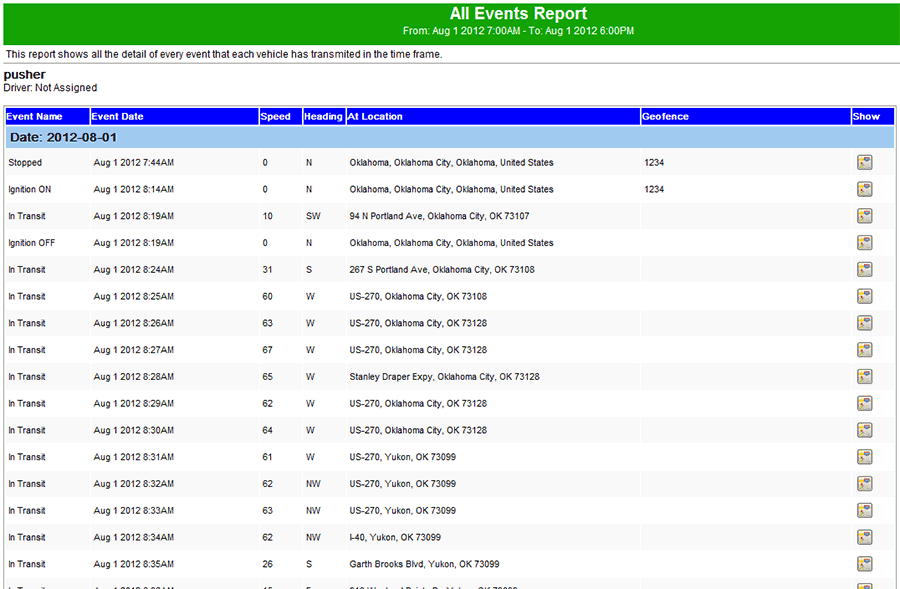 All Events Report
From: Aug 1 2012 7:00AM - To: Aug 1 2012 6:00PM
This report shows all the detail of every event that each vehicle has transmited in the time frame.
pusher
Driver: Not Assigned
Event Name Event Date Speed Heading At Location Geofence Show
Date: 2012-08-01
Stopped Aug 1 2012 7:44AM 0 N Oklahoma, Oklahoma City, Oklahoma, United States 1234
Ignition ON Aug 1 2012 8:14AM 0 N Oklahoma, Oklahoma City, Oklahoma, United States 1234
In Transit Aug 1 2012 8:19AM 10 SW 94 N Portland Ave, Oklahoma City, OK 73107
Ignition OFF Aug 1 2012 8:19AM 0 N Oklahoma, Oklahoma City, Oklahoma, United States
In Transit Aug 1 2012 8:24AM 31 S 267 S Portland Ave, Oklahoma City, OK 73108
In Transit Aug 1 2012 8:25AM 60 W US-270, Oklahoma City, OK 73108
In Transit Aug 1 2012 8:26AM 63 W US-270, Oklahoma City, OK 73128
In Transit Aug 1 2012 8:27AM 67 W US-270, Oklahoma City, OK 73128
In Transit Aug 1 2012 8:28AM 65 W Stanley Draper Expy, Oklahoma City, OK 73128
In Transit Aug 1 2012 8:29AM 62 W US-270, Oklahoma City, OK 73128
In Transit Aug 1 2012 8:30AM 64 W US-270, Oklahoma City, OK 73128
In Transit Aug 1 2012 8:31AM 61 W US-270, Yukon, OK 73099
In Transit Aug 1 2012 8:32AM 62 NW US-270, Yukon, OK 73099
In Transit Aug 1 2012 8:33AM 63 NW US-270, Yukon, OK 73099
In Transit Aug 1 2012 8:34AM 62 NW I-40, Yukon, OK 73099
In Transit Aug 1 2012 8:35AM 26 S Garth Brooks Blvd, Yukon, OK 73099